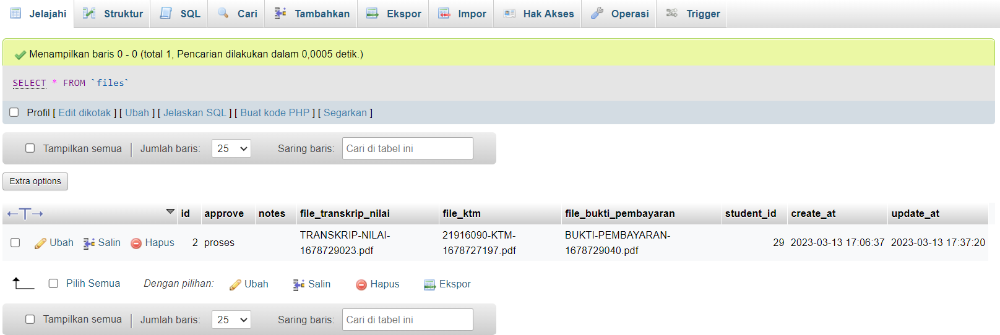 Jelajahi Struktur SQL Cari Tambahkan Ekspor Impor Hak Akses Operasi Trigger
Menampilkan baris 0 - 0 (total 1, Pencarian dilakukan dalam 0,0005 detik.)
SELECT * FROM `files`
Profil [ Edit dikotak ] [ Ubah ] [ Jelaskan SQL ] [ Buat kode PHP ] [ Segarkan ]
Tampilkan semua Jumlah baris: 25 Saring baris: Cari di tabel ini
Extra options
id approve notes file_transkrip_nilai file_ktm file_bukti_pembayaran student_id create_at update_at
Ubah Salin Hapus 2 proses TRANSKRIP-NILAI- 21916090-KTM- BUKTI-PEMBAYARAN- 29 2023-03-13 17:06:37 2023-03-13 17:37:20
1678729023.pdf 1678727197.pdf 1678729040.pdf
Pilih Semua Dengan pilihan: Ubah Salin Hapus Ekspor
Tampilkan semua Jumlah baris: 25 Saring baris: Cari di tabel ini